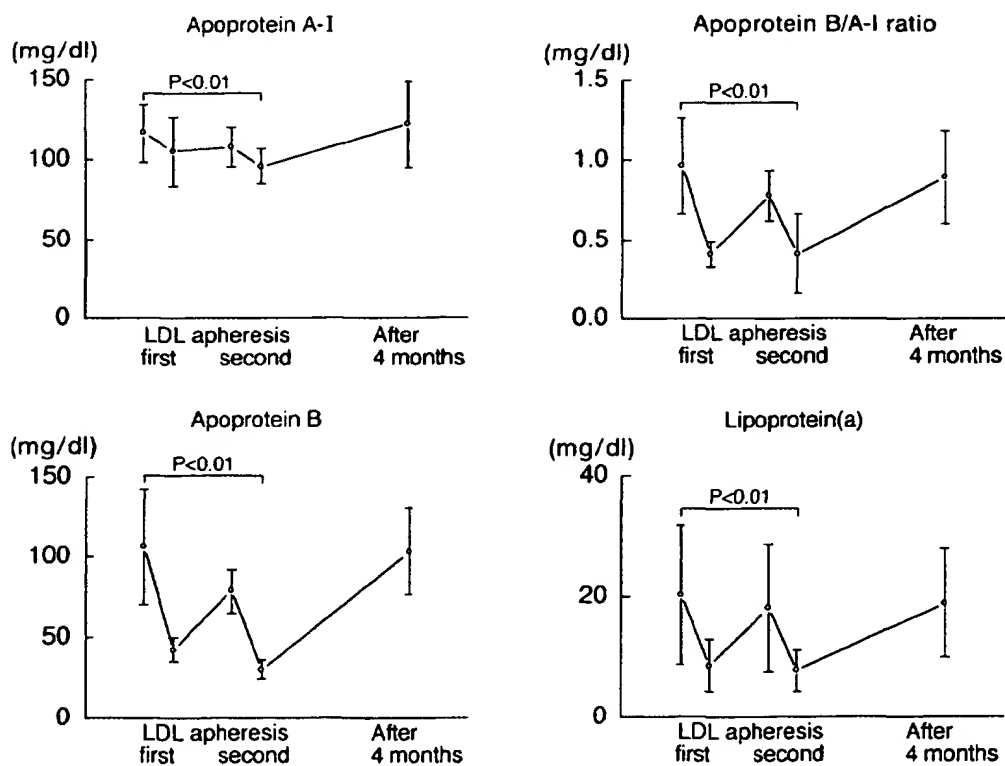 Apoprotein A-I
(mg/dl)
P<0.01
150
100
50
0
LDL apheresis After
first second 4 months
Apoprotein B/A-I ratio
(mg/dl)
P<0.01
1.5
1.0
0.5
0.0
LDL apheresis After
first second 4 months
Apoprotein B
(mg/dl)
P<0.01
150
100
50
0
LDL apheresis After
first second 4 months
Lipoprotein(a)
(mg/dl)
P<0.01
40
20
0
LDL apheresis After
first second 4 months